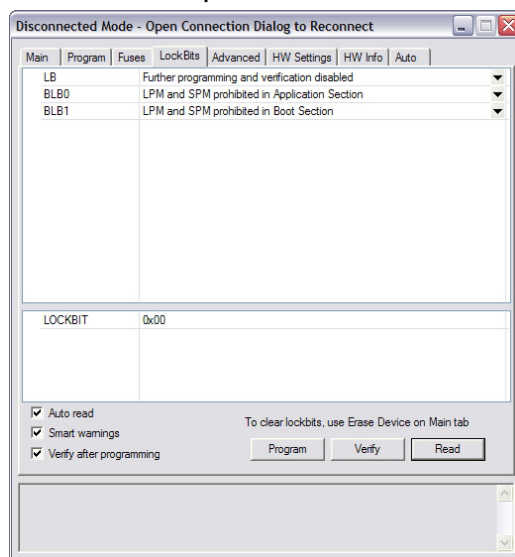 Disconnected Mode - Open Connection Dialog to Reconnect
Main Program Fuses LockBits Advanced HW Settings HW Info Auto
LB Further programming and verification disabled
BLB0 LPM and SPM prohibited in Application Section
BLB1 LPM and SPM prohibited in Boot Section
LOCKBIT 0x00
Auto read
To clear lockbits, use Erase Device on Main tab
Smart warnings
Verify after programming
Program Verify Read